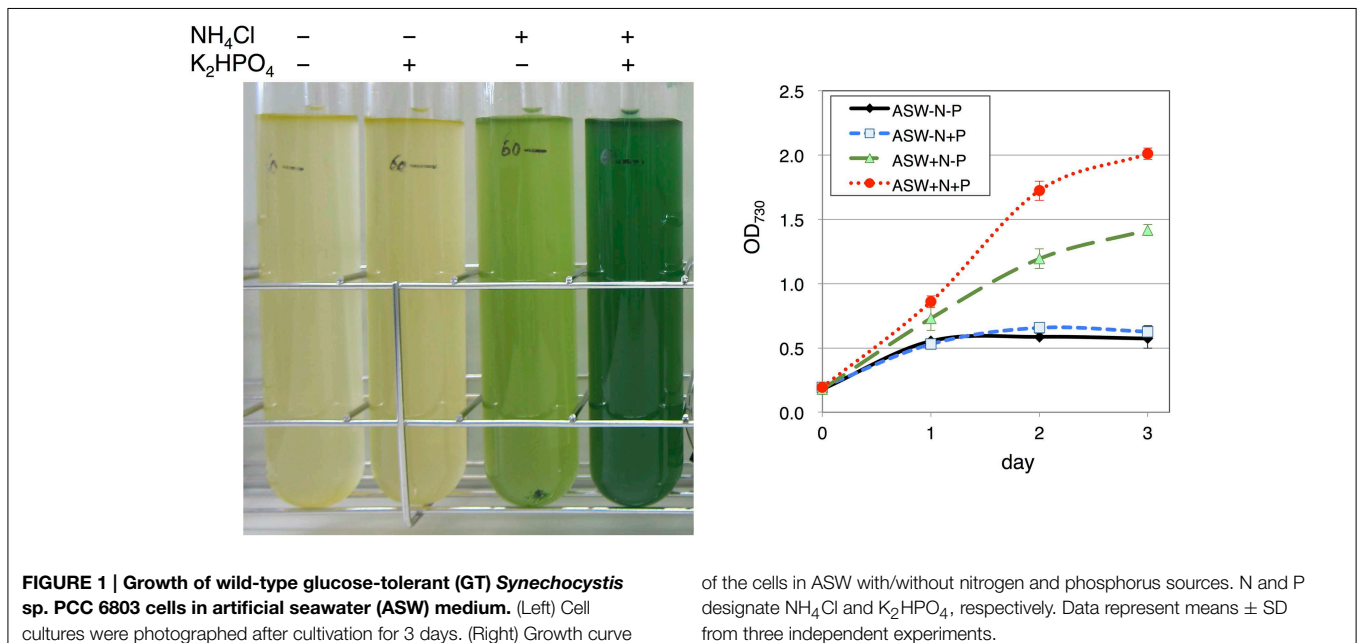 NH₄Cl – – + +
K₂HPO₄ – + – +
60—
60—
2.5
2.0
1.5
1.0
0.5
0.0
OD₇₃₀
ASW-N-P
ASW-N+P
ASW+N-P
ASW+N+P
0 1 2 3
day
FIGURE 1 | Growth of wild-type glucose-tolerant (GT) Synechocystis
sp. PCC 6803 cells in artificial seawater (ASW) medium. (Left) Cell
cultures were photographed after cultivation for 3 days. (Right) Growth curve
of the cells in ASW with/without nitrogen and phosphorus sources. N and P
designate NH₄Cl and K₂HPO₄, respectively. Data represent means ± SD
from three independent experiments.